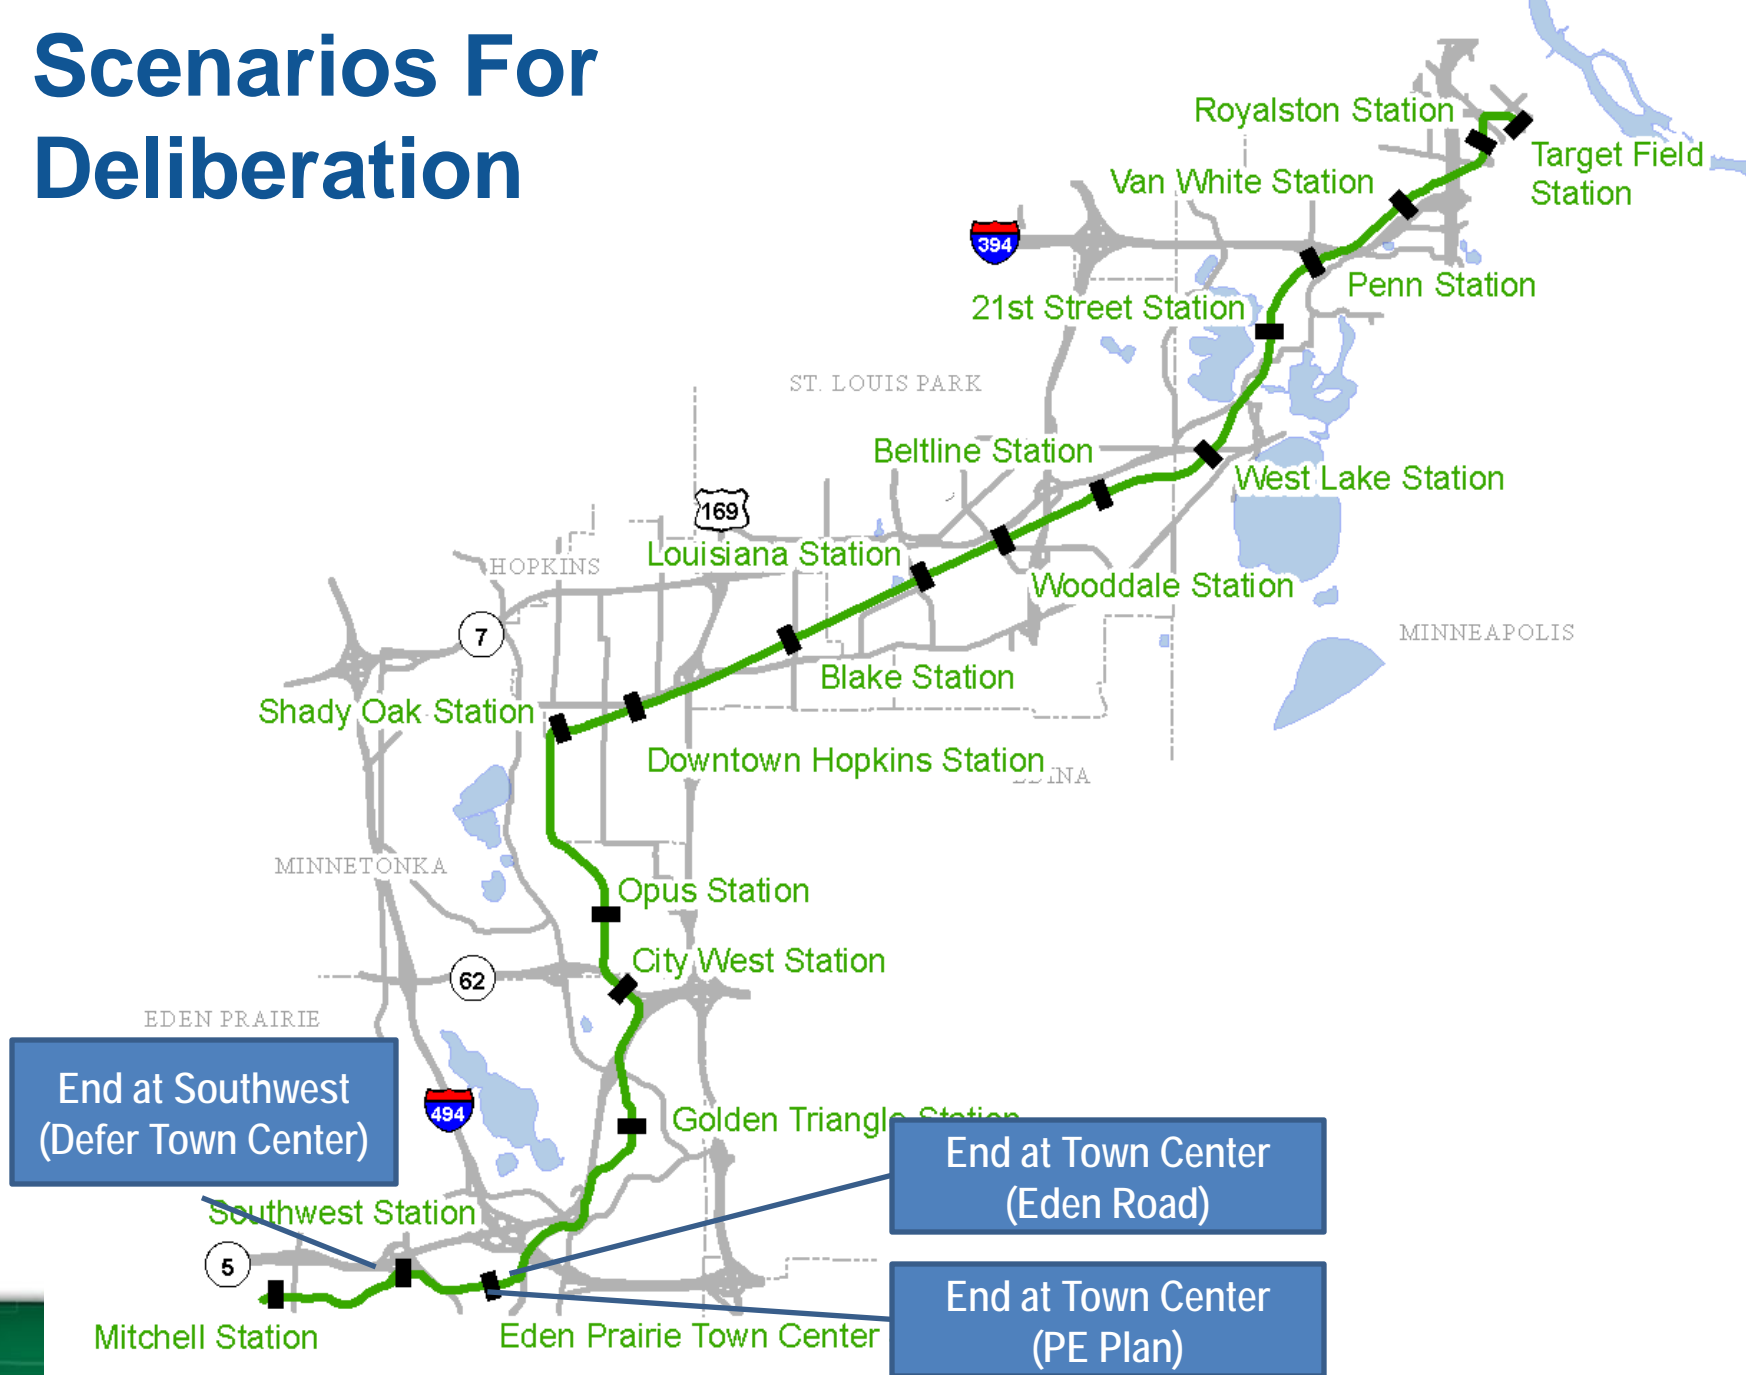 Scenarios For
Deliberation
Royalston Station
Target Field
Station
Van White Station
394
Penn Station
21st Street Station
ST. LOUIS PARK
Beltline Station
West Lake Station
169
Louisiana Station
HOPKINS
Wooddale Station
7
MINNEAPOLIS
Blake Station
Shady Oak Station
Downtown Hopkins Station
EDINA
MINNETONKA
Opus Station
City West Station
62
EDEN PRAIRIE
End at Southwest
(Defer Town Center)
494
Golden Triangle Station
End at Town Center
(Eden Road)
Southwest Station
5
End at Town Center
(PE Plan)
Mitchell Station
Eden Prairie Town Center